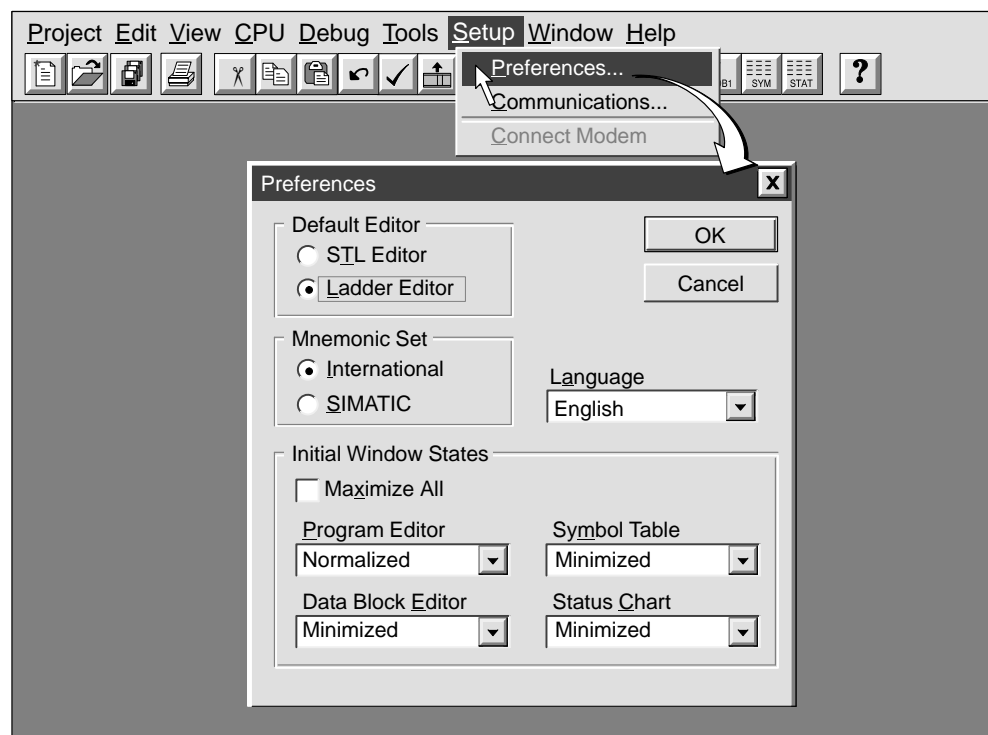 Project Edit View CPU Debug Tools Setup Window Help
Preferences...
B1 SYM STAT ?
Communications...
Connect Modem
Preferences X
Default Editor
STL Editor
Ladder Editor
OK
Cancel
Mnemonic Set
International
SIMATIC
Language
English
Initial Window States
Maximize All
Program Editor
Normalized
Symbol Table
Minimized
Data Block Editor
Minimized
Status Chart
Minimized